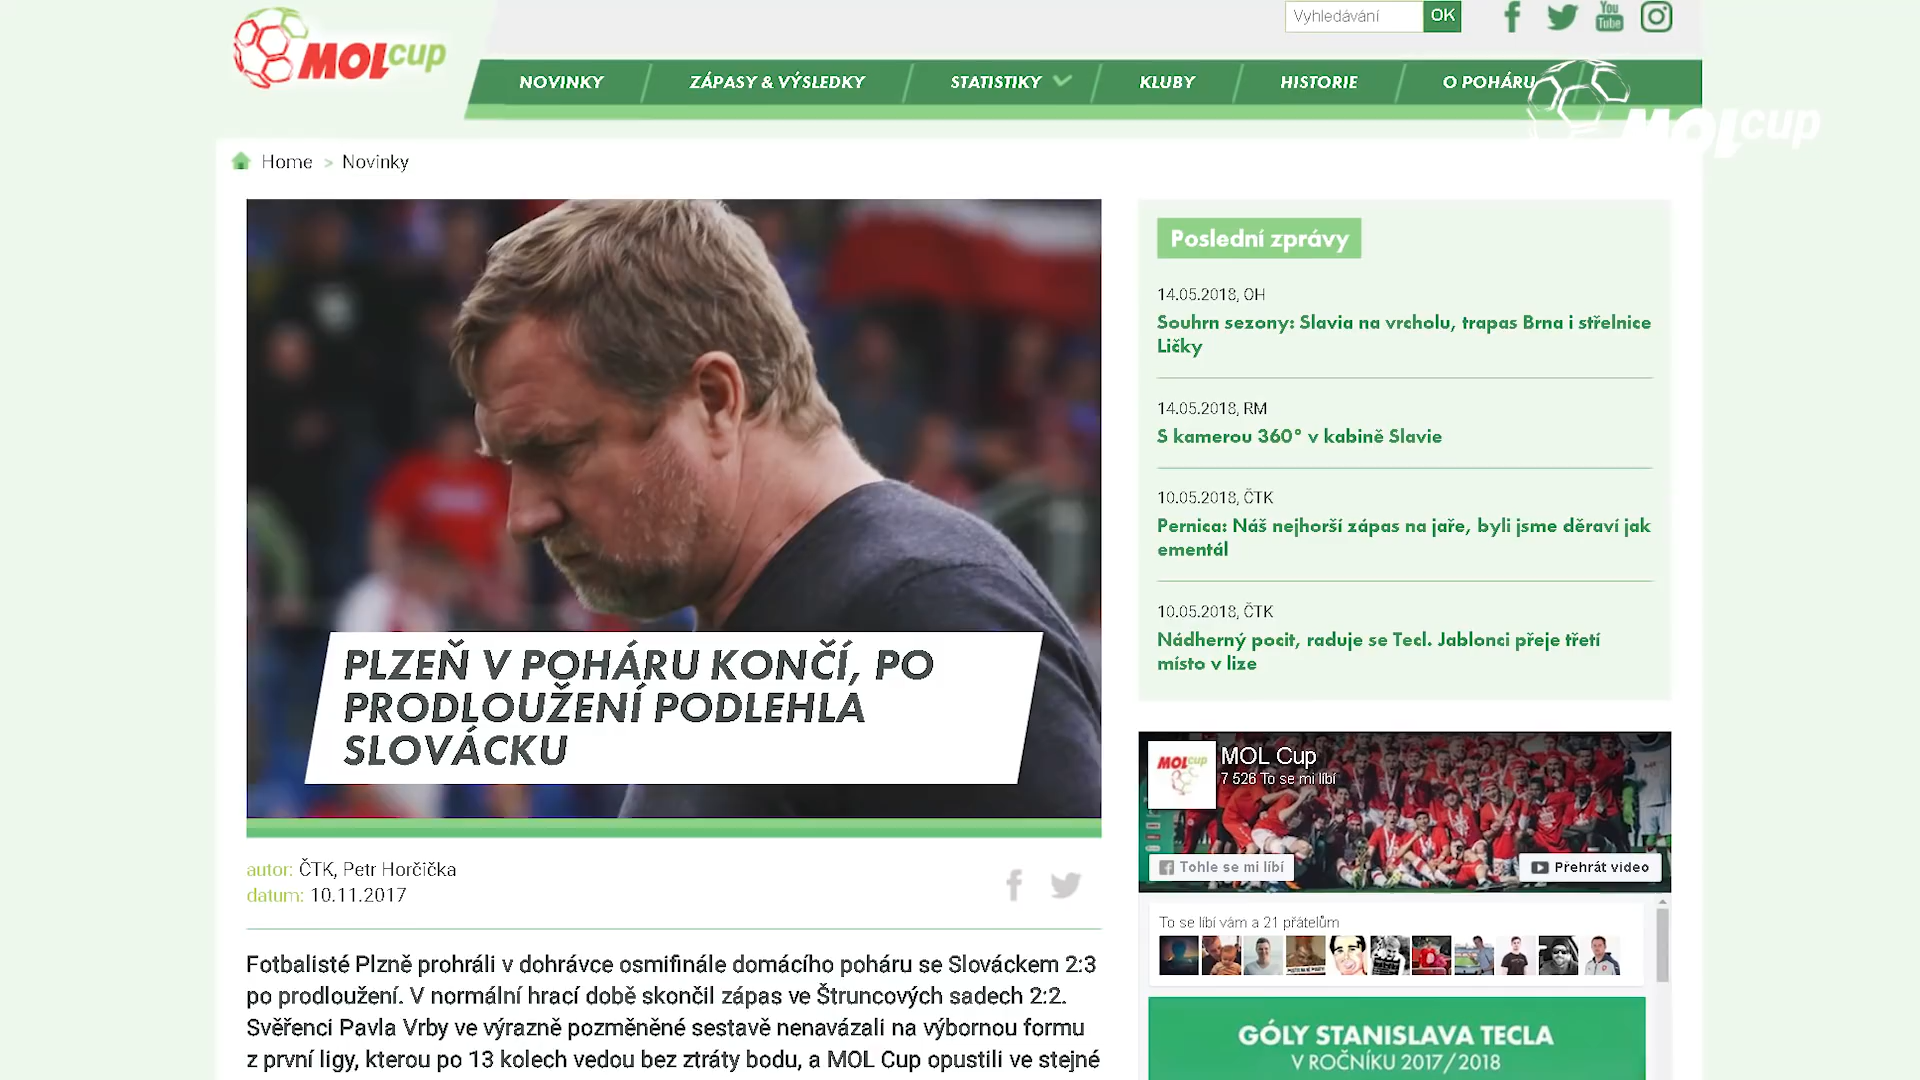 MOLcup
Vyhledávání
OK
You
Tube
NOVINKY
ZÁPASY & VÝSLEDKY
STATISTIKY
KLUBY
HISTORIE
O POHÁRU
MOLcup
Home > Novinky
PLZEŇ V POHÁRU KONČÍ, PO
PRODLOUŽENÍ PODLEHLA
SLOVÁCKU
autor: ČTK, Petr Horčička
datum: 10.11.2017
Fotbalisté Plzně prohráli v dohrávce osmifinále domácího poháru se Slováckem 2:3
po prodloužení. V normální hrací době skončil zápas ve Štruncových sadech 2:2.
Svěřenci Pavla Vrby ve výrazně pozměněné sestavě nenavázali na výbornou formu
z první ligy, kterou po 13 kolech vedou bez ztráty bodu, a MOL Cup opustili ve stejné
Poslední zprávy
14.05.2018, OH
Souhrn sezony: Slavia na vrcholu, trapas Brna i střelnice
Ličky
14.05.2018, RM
S kamerou 360° v kabině Slavie
10.05.2018, ČTK
Pernica: Náš nejhorší zápas na jaře, byli jsme děraví jak
ementál
10.05.2018, ČTK
Nádherný pocit, raduje se Tecl. Jablonci přeje třetí
místo v lize
MOLcup
MOL Cup
7 526 To se mi líbí
Tohle se mi líbí
Přehrát video
To se líbí vám a 21 přátelům
GÓLY STANISLAVA TECLA
V ROČNÍKU 2017/2018